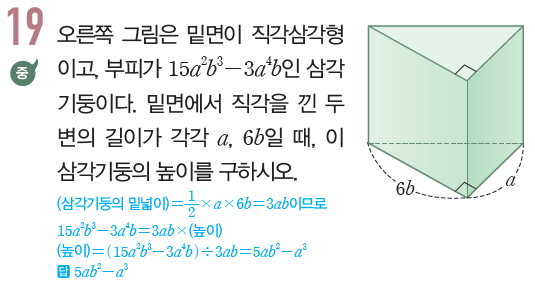 19
중
오른쪽 그림은 밑면이 직각삼각형
이고, 부피가 15a²b³−3a⁴b인 삼각
기둥이다. 밑면에서 직각을 낀 두
변의 길이가 각각 a, 6b일 때, 이
삼각기둥의 높이를 구하시오.
(삼각기둥의 밑넓이)=1/2×a×6b=3ab이므로
15a²b³−3a⁴b=3ab×(높이)
(높이)=(15a²b³−3a⁴b)÷3ab=5ab²−a³
답 5ab²−a³
6b
a